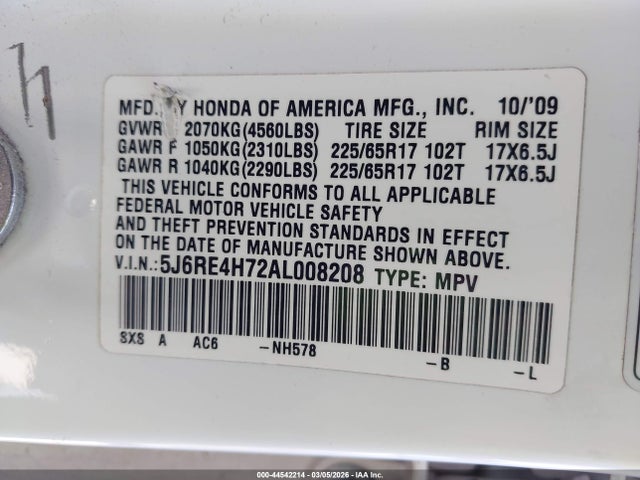 4
MFD. Y HONDA OF AMERICA MFG., INC. 10/'09
GVWR 2070KG(4560LBS) TIRE SIZE RIM SIZE
GAWR F 1050KG(2310LBS) 225/65R17 102T 17X6.5J
GAWR R 1040KG(2290LBS) 225/65R17 102T 17X6.5J
THIS VEHICLE CONFORMS TO ALL APPLICABLE
FEDERAL MOTOR VEHICLE SAFETY
AND THEFT PREVENTION STANDARDS IN EFFECT
ON THE DATE OF MANUFACTURE SHOWN ABOVE.
V.I.N.:5J6RE4H72AL008208 TYPE: MPV
SXS A AC6 -NH578 -B -L
000-44542214 - 03/05/2026 - IAA Inc.